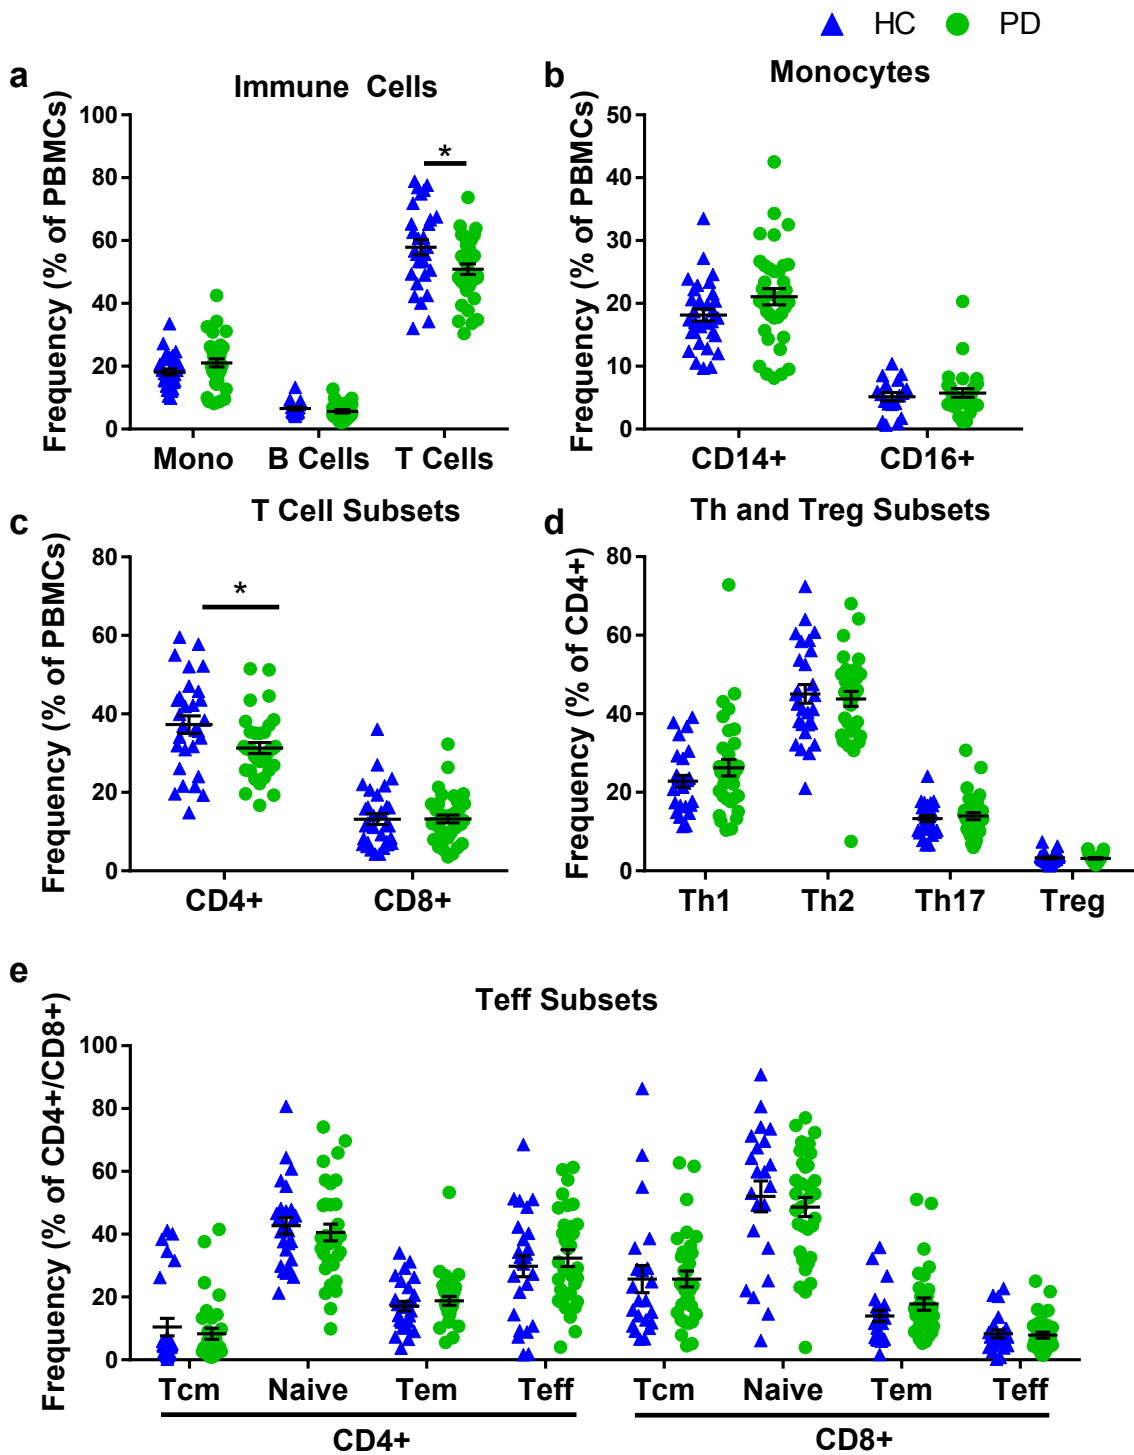 HC PD
a
Immune Cells
Frequency (% of PBMCs)
100
80
60
40
20
0
*
Mono B Cells T Cells
b
Monocytes
Frequency (% of PBMCs)
50
40
30
20
10
0
CD14+ CD16+
c
T Cell Subsets
Frequency (% of PBMCs)
80
60
40
20
0
*
CD4+ CD8+
d
Th and Treg Subsets
Frequency (% of CD4+)
80
60
40
20
0
Th1 Th2 Th17 Treg
e
Teff Subsets
Frequency (% of CD4+/CD8+)
100
80
60
40
20
0
Tcm Naive Tem Teff Tcm Naive Tem Teff
CD4+ CD8+